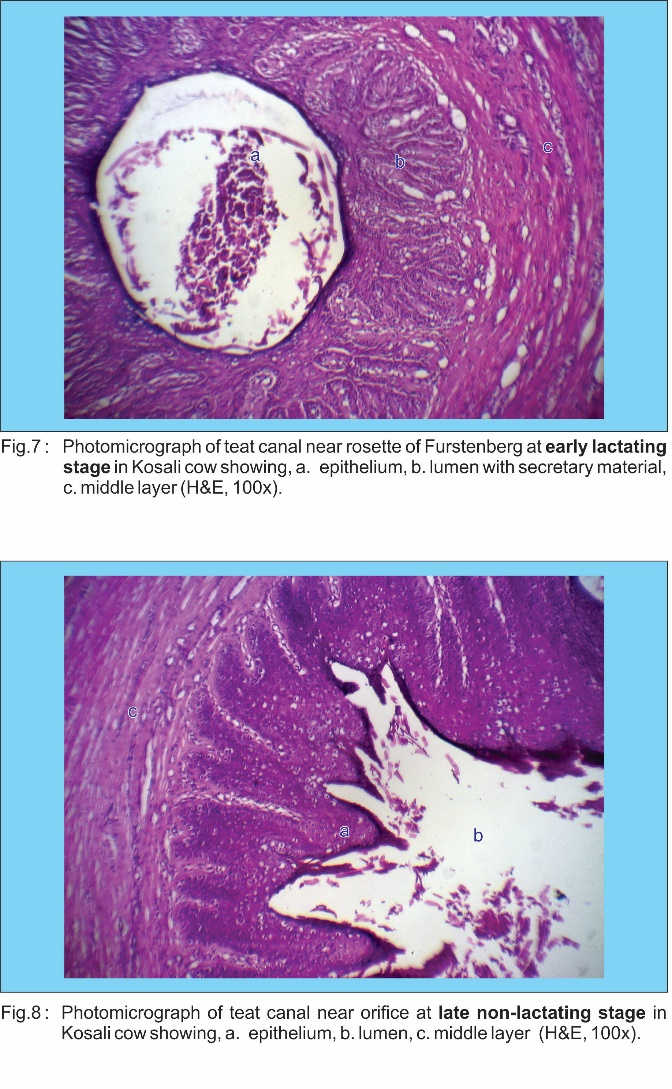 a
b
c
Fig.7 : Photomicrograph of teat canal near rosette of Furstenberg at early lactating
stage in Kosali cow showing, a. epithelium, b. lumen with secretary material,
c. middle layer (H&E, 100x).
c
a
b
Fig.8 : Photomicrograph of teat canal near orifice at late non-lactating stage in
Kosali cow showing, a. epithelium, b. lumen, c. middle layer (H&E, 100x).